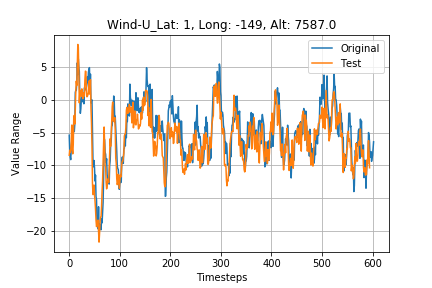 Wind-U_Lat: 1, Long: -149, Alt: 7587.0
Original
Test
Value Range
5
0
−5
−10
−15
−20
0 100 200 300 400 500 600
Timesteps